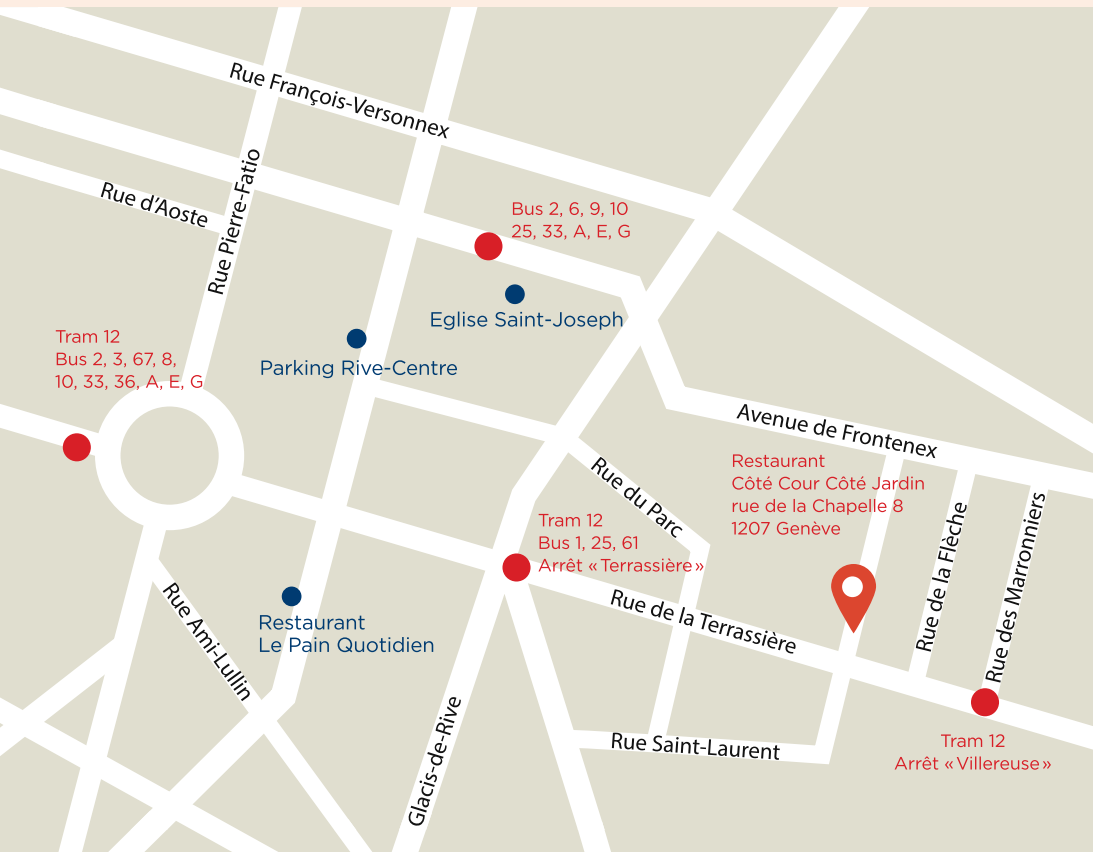 Rue François-Versonnex
Rue d'Aoste
Rue Pierre-Fatio
Bus 2, 6, 9, 10
25, 33, A, E, G
Eglise Saint-Joseph
Tram 12
Bus 2, 3, 67, 8,
10, 33, 36, A, E, G
Parking Rive-Centre
Avenue de Frontenex
Restaurant
Côté Cour Côté Jardin
rue de la Chapelle 8
1207 Genève
Rue du Parc
Tram 12
Bus 1, 25, 61
Arrêt « Terrassière »
Rue de la Flèche
Rue des Marronniers
Rue de la Terrassière
Restaurant
Le Pain Quotidien
Rue Ami-Lullin
Glacis-de-Rive
Rue Saint-Laurent
Tram 12
Arrêt « Villereuse »